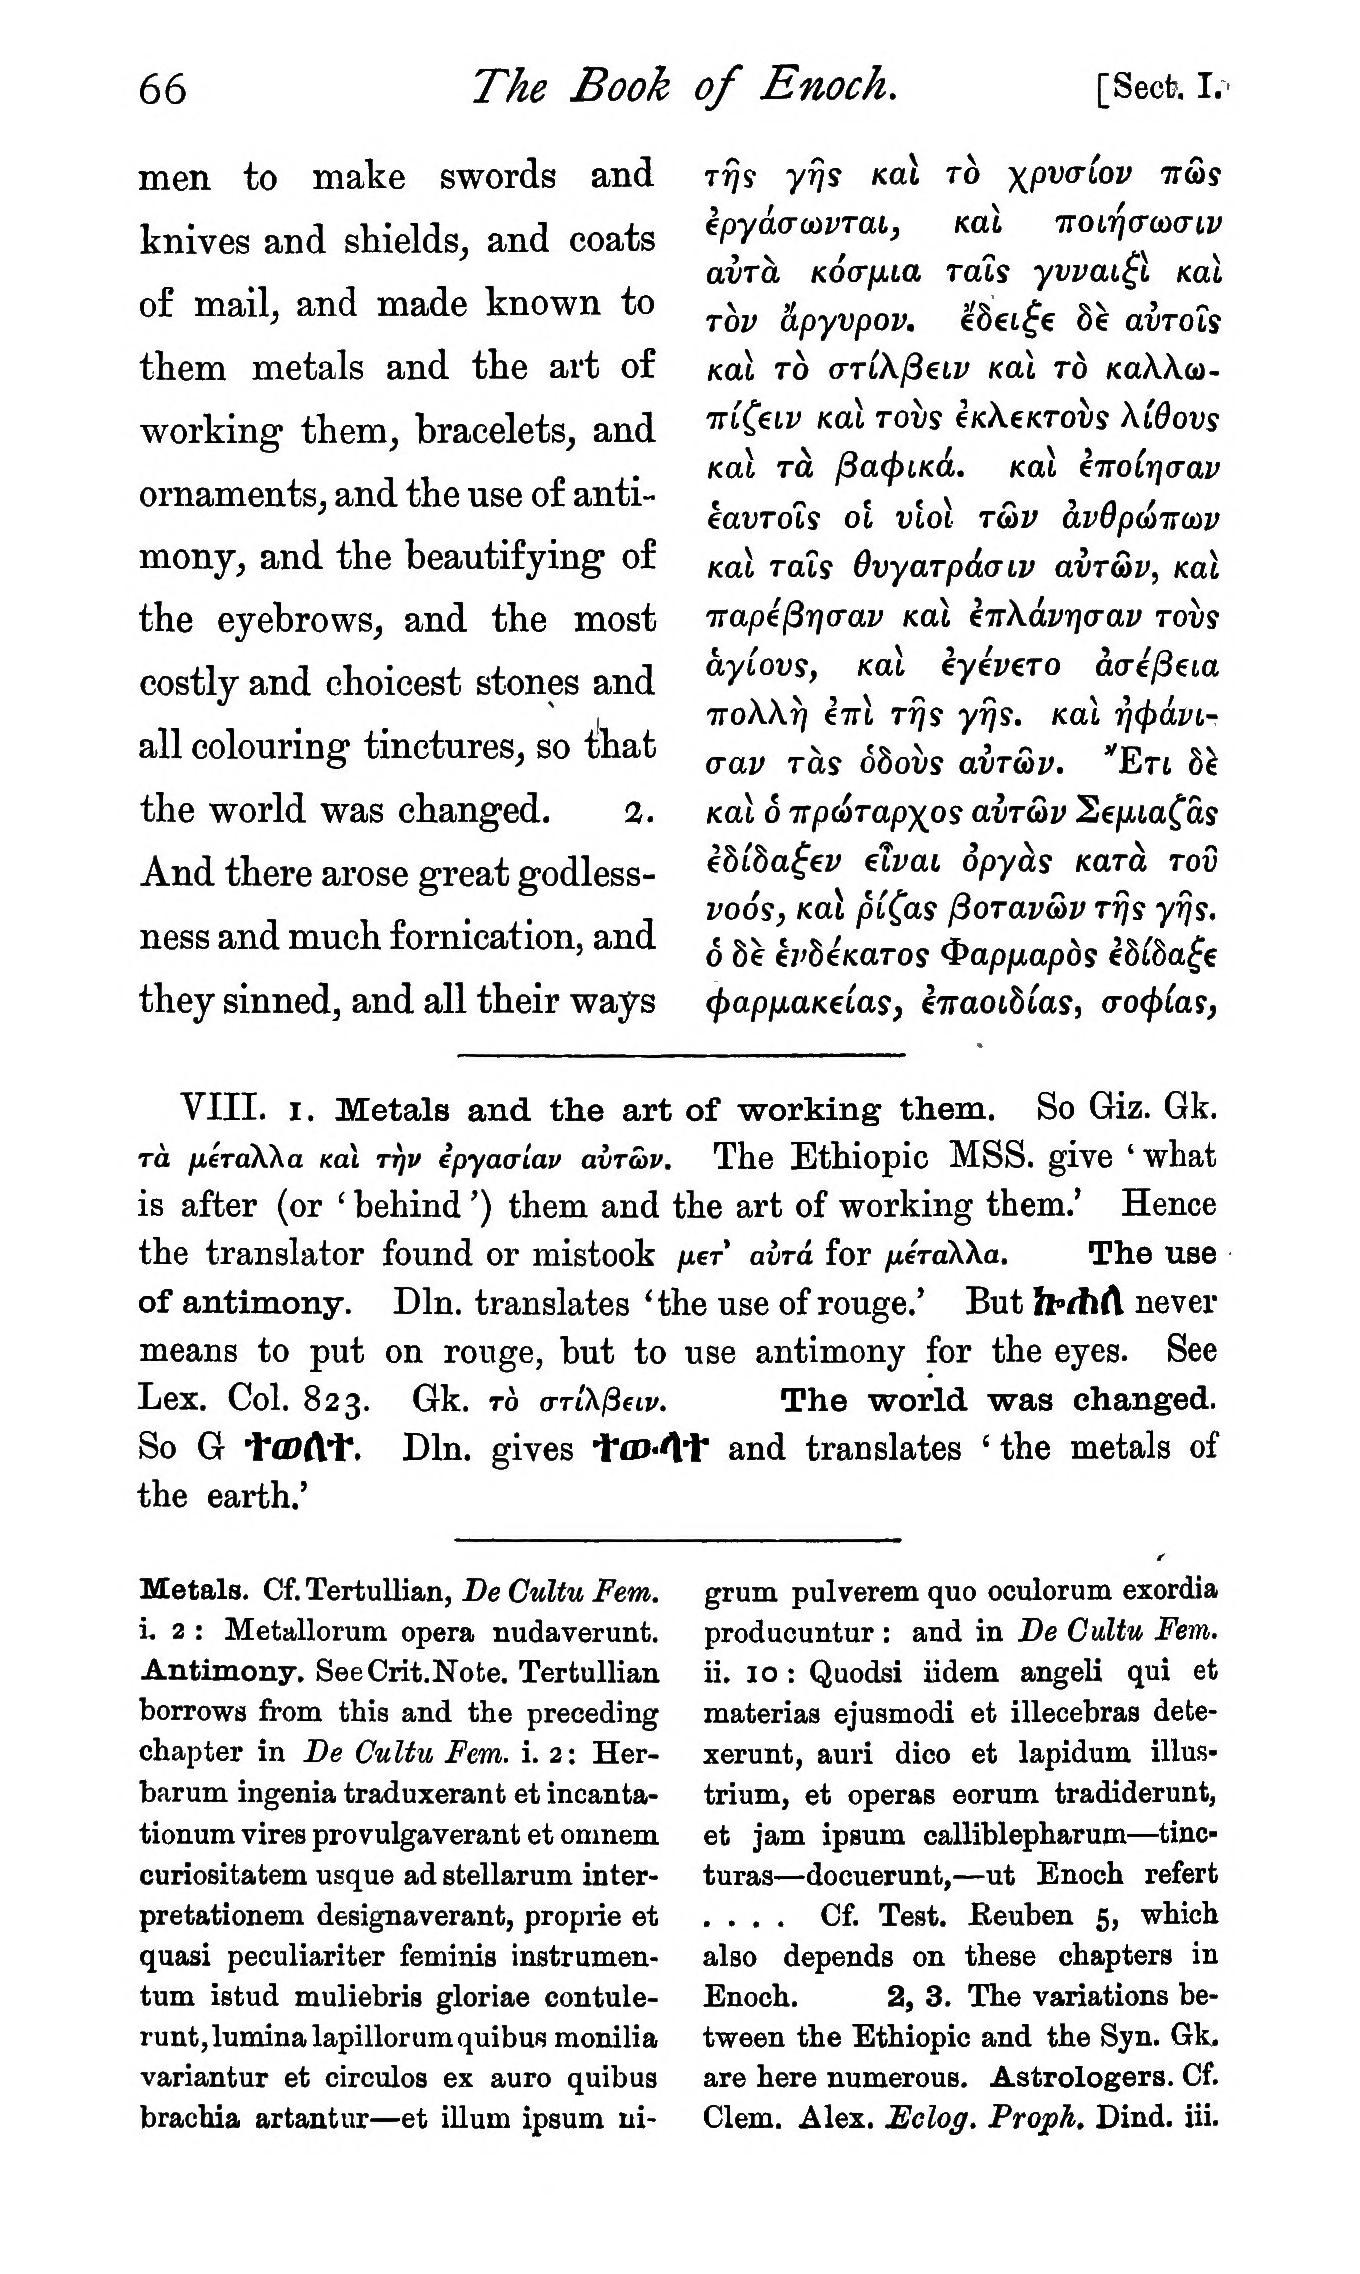 66 The Book of Enoch. [Sect. I.
men to make swords and
knives and shields, and coats
of mail, and made known to
them metals and the art of
working them, bracelets, and
ornaments, and the use of anti-
mony, and the beautifying of
the eyebrows, and the most
costly and choicest stones and
all colouring tinctures, so that
the world was changed. 2.
And there arose great godless-
ness and much fornication, and
they sinned, and all their ways
τῆς γῆς καὶ τὸ χρυσίον πῶς
ἐργάσωνται, καὶ ποιήσωσιν
αὐτὰ κόσμια ταῖς γυναιξὶ καὶ
τὸν ἄργυρον. ἔδειξε δὲ αὐτοῖς
καὶ τὸ στίλβειν καὶ τὸ καλλω-
πίζειν καὶ τοὺς ἐκλεκτοὺς λίθους
καὶ τὰ βαφικά. καὶ ἐποίησαν
ἑαυτοῖς οἱ υἱοὶ τῶν ἀνθρώπων
καὶ ταῖς θυγατράσιν αὐτῶν, καὶ
παρέβησαν καὶ ἐπλάνησαν τοὺς
ἁγίους, καὶ ἐγένετο ἀσέβεια
πολλὴ ἐπὶ τῆς γῆς. καὶ ἠφάνι-
σαν τὰς ὁδοὺς αὐτῶν. Ἔτι δὲ
καὶ ὁ πρώταρχος αὐτῶν Σεμιαζᾶς
ἐδίδαξεν εἶναι ὀργὰς κατὰ τοῦ
νοός, καὶ ῥίζας βοτανῶν τῆς γῆς.
ὁ δὲ ἑνδέκατος Φαρμαρὸς ἐδίδαξε
φαρμακείας, ἐπαοιδίας, σοφίας,
VIII. 1. Metals and the art of working them. So Giz. Gk.
τὰ μέταλλα καὶ τὴν ἐργασίαν αὐτῶν. The Ethiopic MSS. give ‘what
is after (or ‘behind’) them and the art of working them.’ Hence
the translator found or mistook μετ’ αὐτά for μέταλλα. The use
of antimony. Dln. translates ‘the use of rouge.’ But ኵሕለ never
means to put on rouge, but to use antimony for the eyes. See
Lex. Col. 823. Gk. τὸ στίλβειν. The world was changed.
So G ተወለተ. Dln. gives ተውላተ and translates ‘the metals of
the earth.’
Metals. Cf. Tertullian, De Cultu Fem.
i. 2 : Metallorum opera nudaverunt.
Antimony. See Crit. Note. Tertullian
borrows from this and the preceding
chapter in De Cultu Fem. i. 2: Her-
barum ingenia traduxerant et incanta-
tionum vires provulgaverant et omnem
curiositatem usque ad stellarum inter-
pretationem designaverant, proprie et
quasi peculiariter feminis instrumen-
tum istud muliebris gloriae contule-
runt, lumina lapillorum quibus monilia
variantur et circulos ex auro quibus
brachia artantur—et illum ipsum ni-
grum pulverem quo oculorum exordia
producuntur : and in De Cultu Fem.
ii. 10 : Quodsi iidem angeli qui et
materias ejusmodi et illecebras dete-
xerunt, auri dico et lapidum illus-
trium, et operas eorum tradiderunt,
et jam ipsum calliblepharum—tinc-
turas—docuerunt,—ut Enoch refert
. . . . Cf. Test. Reuben 5, which
also depends on these chapters in
Enoch. 2, 3. The variations be-
tween the Ethiopic and the Syn. Gk.
are here numerous. Astrologers. Cf.
Clem. Alex. Eclog. Proph. Dind. iii.